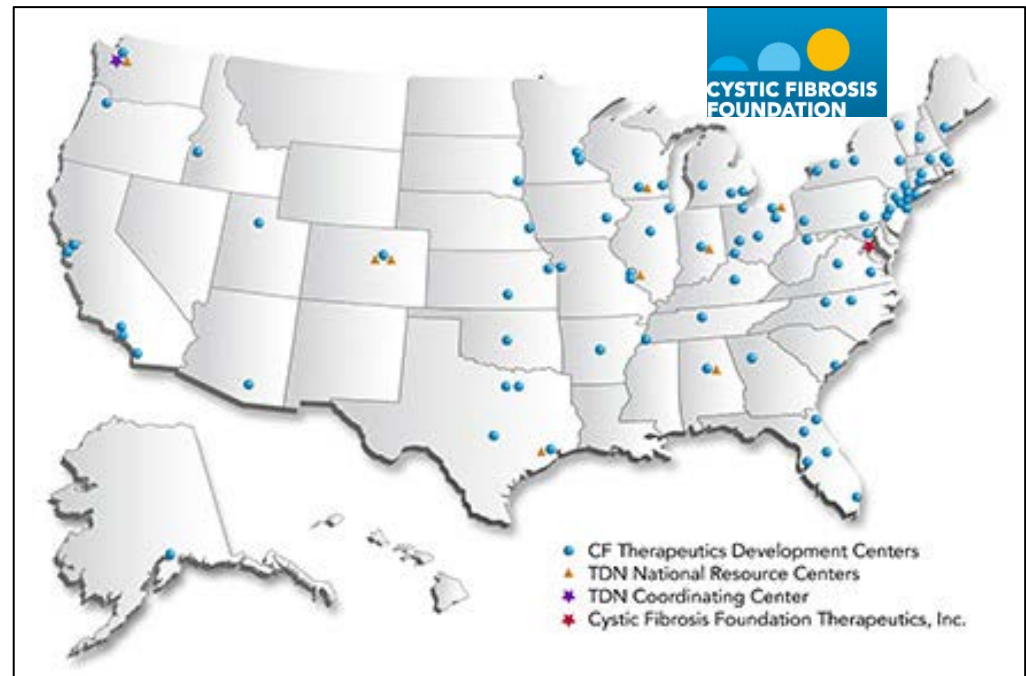 CYSTIC FIBROSIS
FOUNDATION
CF Therapeutics Development Centers
TDN National Resource Centers
TDN Coordinating Center
Cystic Fibrosis Foundation Therapeutics, Inc.